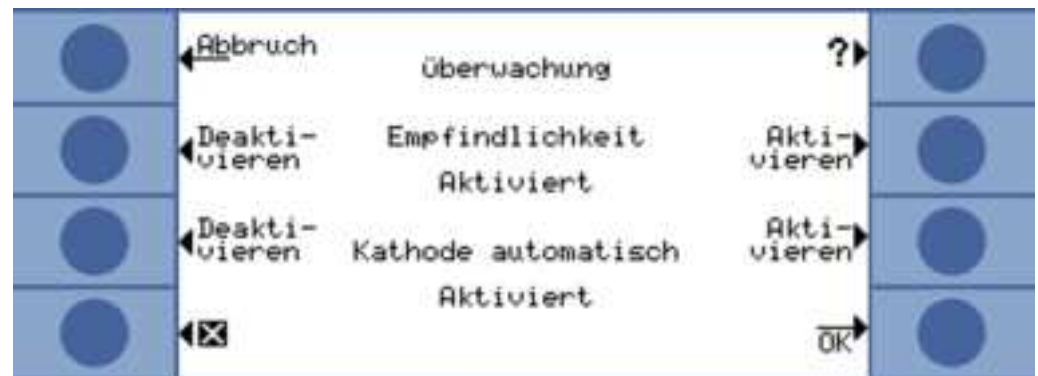 Abbruch
?
Überwachung
Deakti-
vieren
Empfindlichkeit
Akti-
vieren
Aktiviert
Deakti-
vieren
Kathode automatisch
Akti-
vieren
Aktiviert
OK